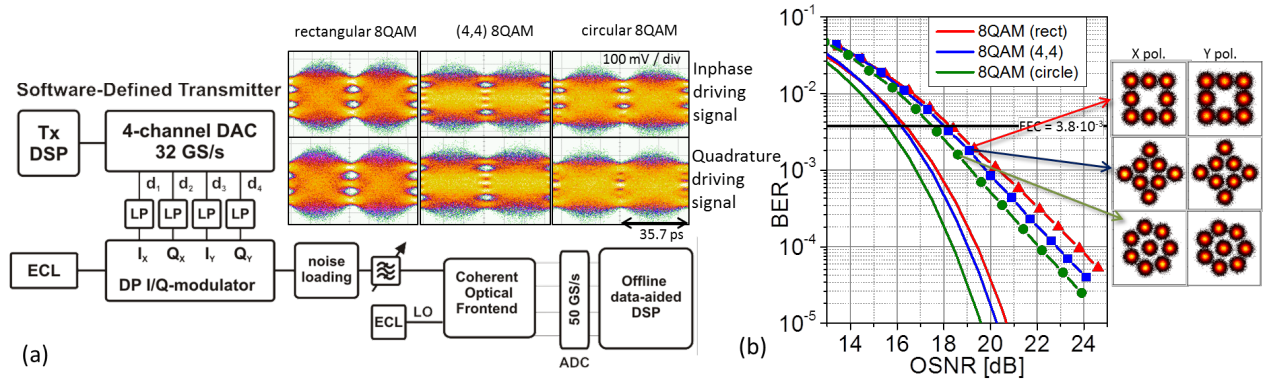 (a)
rectangular 8QAM (4,4) 8QAM circular 8QAM
100 mV / div
Inphase
driving
signal
Quadrature
driving
signal
35.7 ps
Software-Defined Transmitter
Tx
DSP
4-channel DAC
32 GS/s
d1 d2 d3 d4
LP LP LP LP
IX QX IY QY
ECL
DP I/Q-modulator
noise
loading
ECL
LO
Coherent
Optical
Frontend
50 GS/s
ADC
Offline
data-aided
DSP
(b)
8QAM (rect)
8QAM (4,4)
8QAM (circle)
FEC = 3.8·10-3
BER
10-1
10-2
10-3
10-4
10-5
14 16 18 20 22 24
OSNR [dB]
X pol. Y pol.